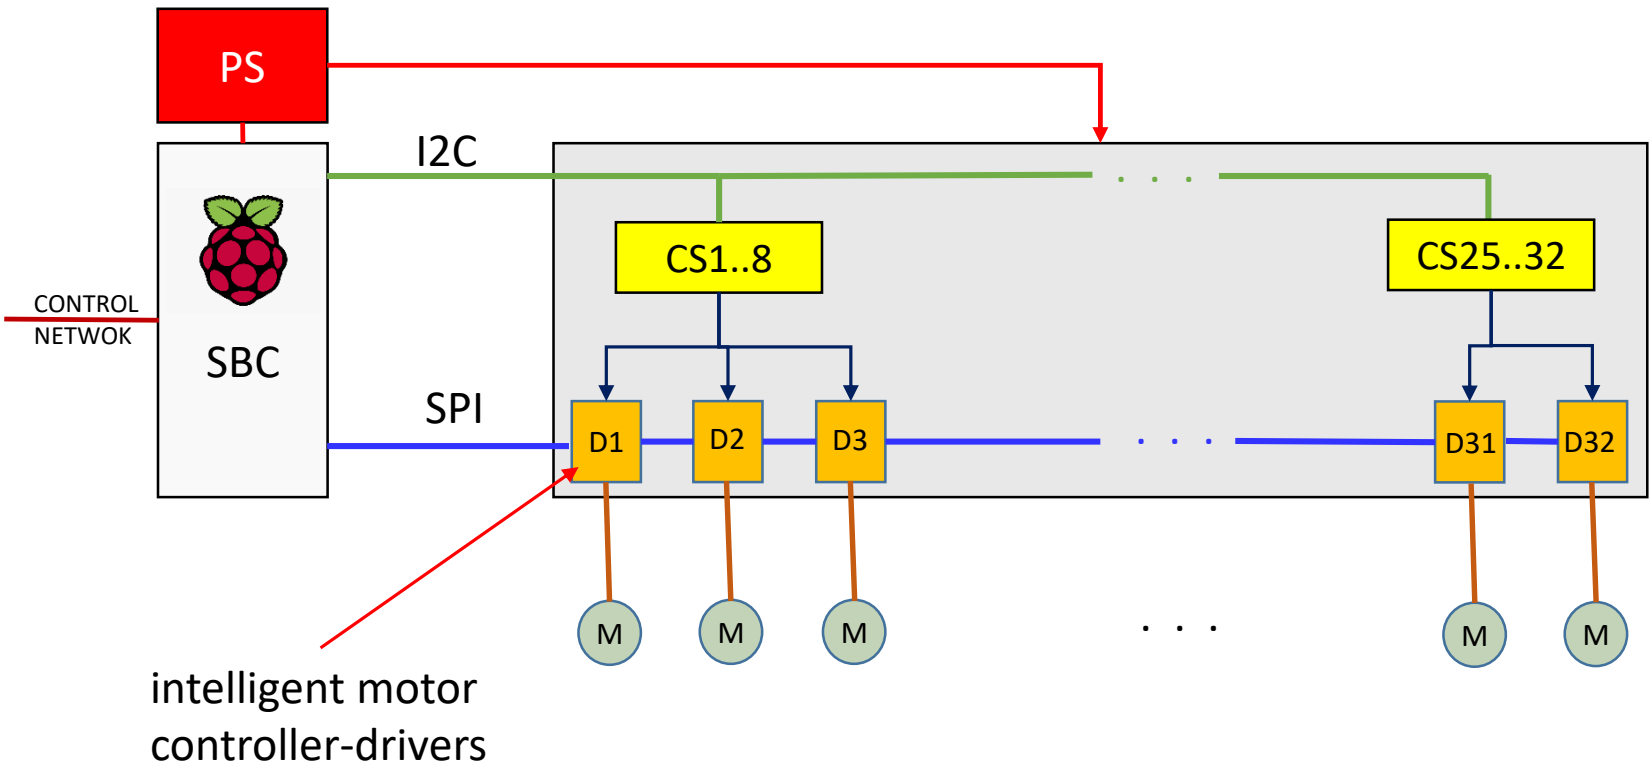 PS
I2C
CS1..8
CS25..32
CONTROL
NETWOK
SBC
SPI
D1
D2
D3
. . .
D31
D32
M
M
M
. . .
M
M
intelligent motor
controller-drivers